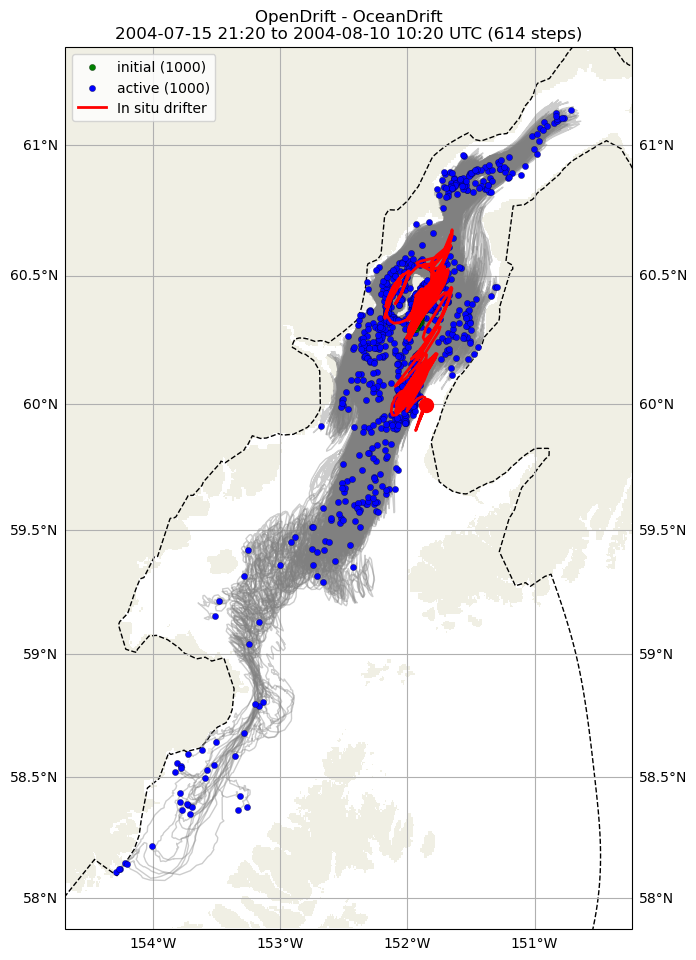 OpenDrift - OceanDrift
2004-07-15 21:20 to 2004-08-10 10:20 UTC (614 steps)
initial (1000)
active (1000)
In situ drifter
61°N
61°N
60.5°N
60.5°N
60°N
60°N
59.5°N
59.5°N
59°N
59°N
58.5°N
58.5°N
58°N
58°N
154°W
153°W
152°W
151°W